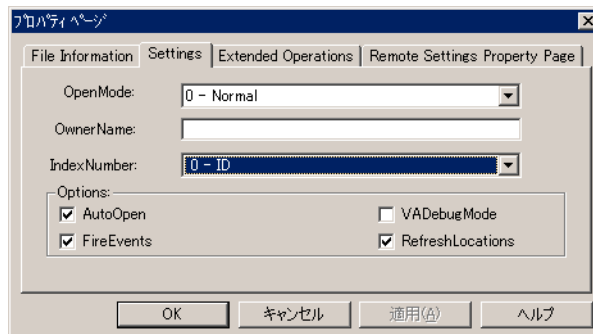 プロパティ ページ
File Information Settings Extended Operations Remote Settings Property Page
OpenMode: 0 - Normal
OwnerName:
IndexNumber: 0 - ID
Options:
AutoOpen VADebugMode
FireEvents RefreshLocations
OK キャンセル 適用(A) ヘルプ